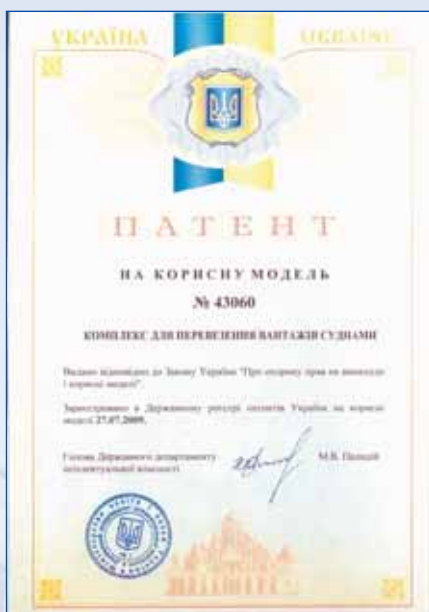 УКРАЇНА UKRAINE
ПАТЕНТ
НА КОРИСНУ МОДЕЛЬ
№ 43060
КОМПЛЕКС ДЛЯ ПЕРЕВЕЗЕННЯ ВАНТАЖІВ СУДНАМИ
Видано відповідно до Закону України "Про охорону прав на винаходи
і корисні моделі".
Зареєстровано в Державному реєстрі патентів України на корисні
моделі 27.07.2009.
Голова Державного департаменту
інтелектуальної власності М.В. Паладій